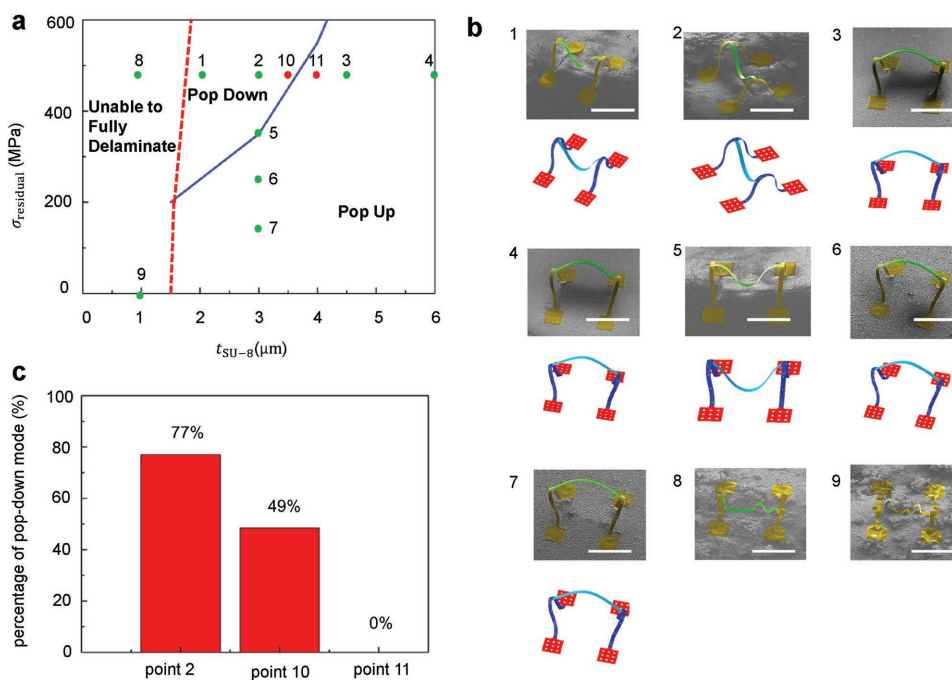 a
600
400
200
0
σresidual (MPa)
8
1
2
10
11
3
4
Unable to
Fully
Delaminate
Pop Down
5
6
7
Pop Up
9
0
1
2
3
4
5
6
tSU−8(μm)
b
1
2
3
4
5
6
7
8
9
c
percentage of pop-down mode (%)
100
80
60
40
20
0
77%
49%
0%
point 2
point 10
point 11